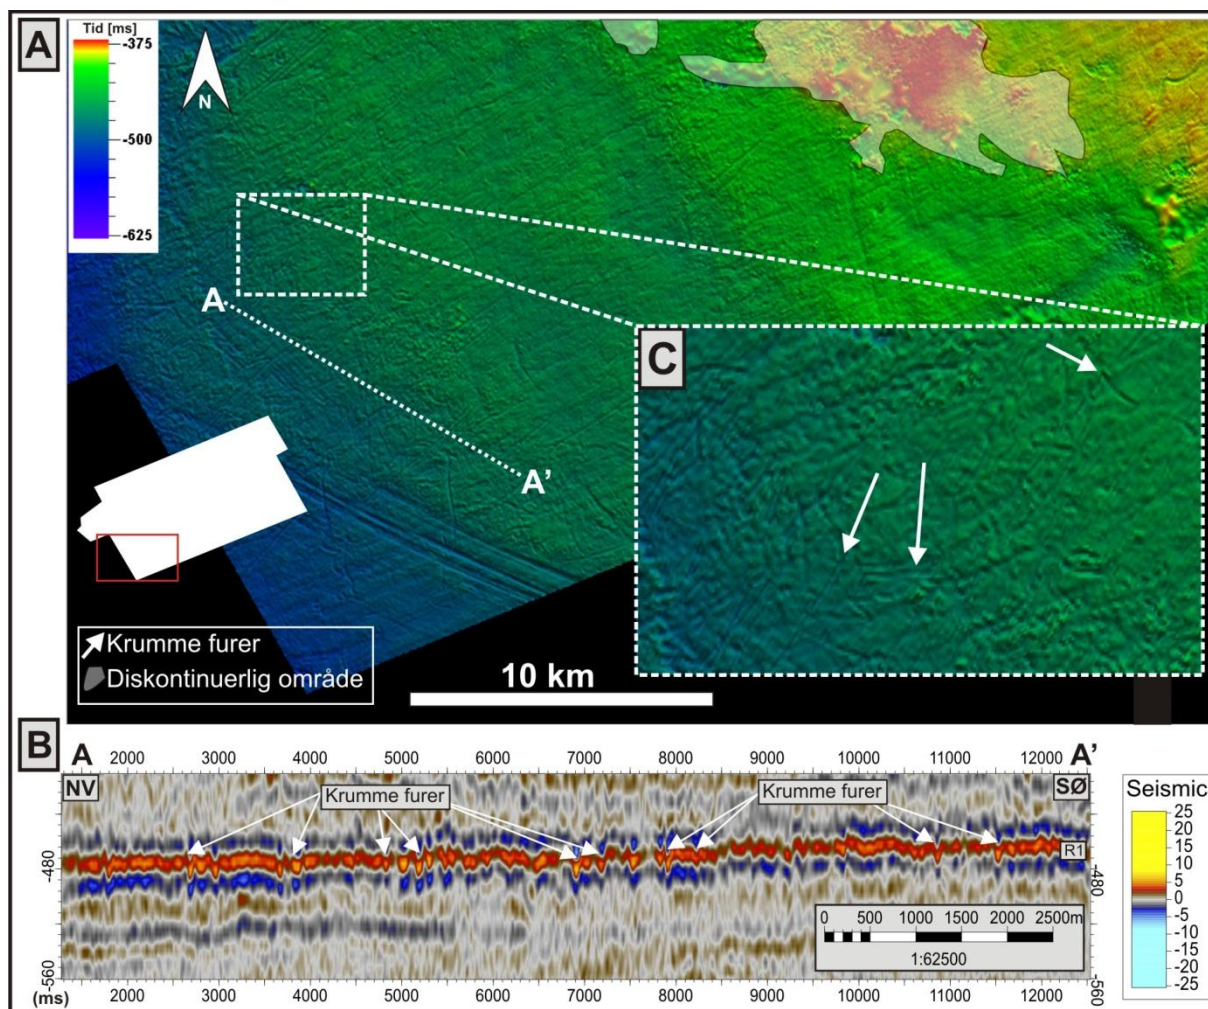 A
Tid [ms]
-375
-500
-625
N
A
A'
C
Krumme furer
Diskontinuerlig område
10 km
B
A
2000 3000 4000 5000 6000 7000 8000 9000 10000 11000 12000
A'
NV
Krumme furer
Krumme furer
SØ
R1
-480
-480
0 500 1000 1500 2000 2500m
1:62500
-560
-560
(ms)
2000 3000 4000 5000 6000 7000 8000 9000 10000 11000 12000
Seismic
25
20
15
10
5
0
-5
-10
-15
-20
-25